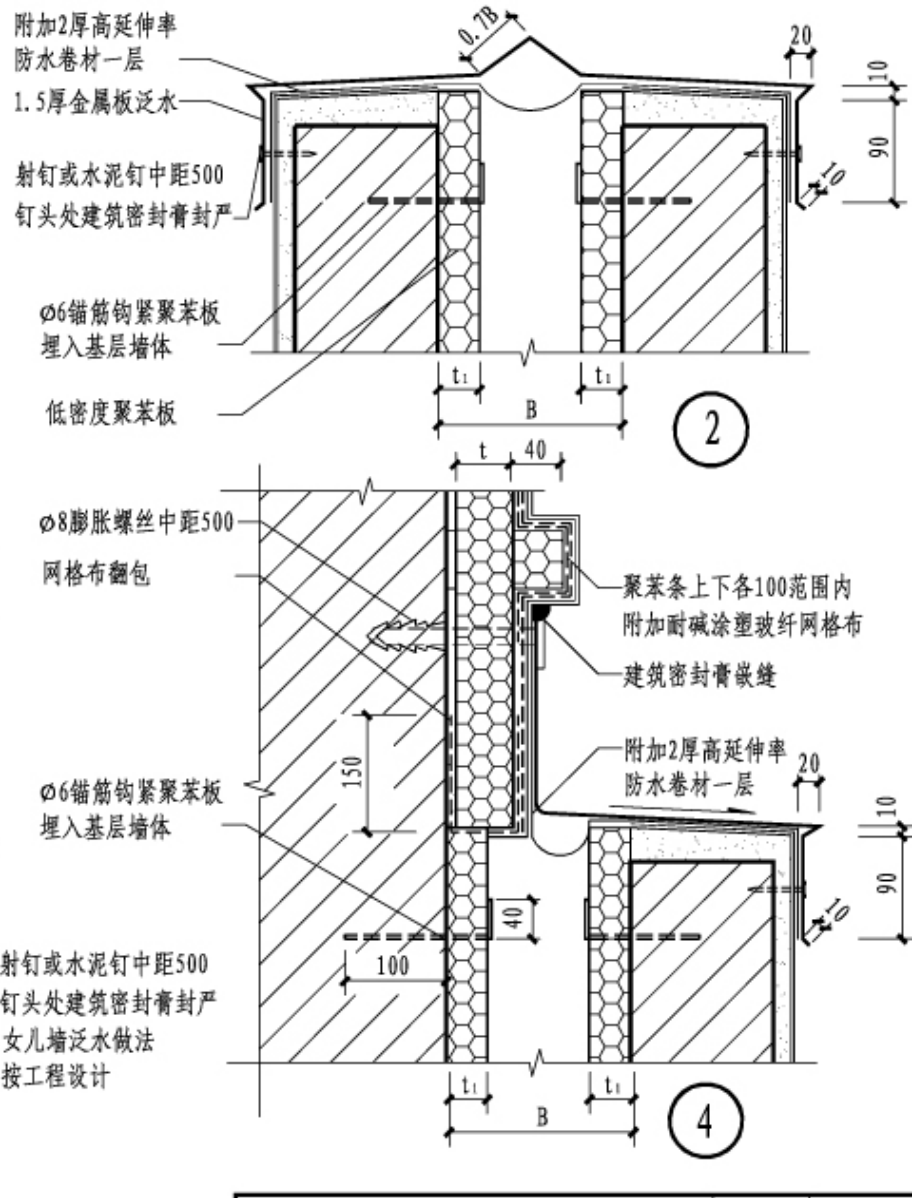 附加2厚高延伸率
防水卷材一层
1.5厚金属板泛水
射钉或水泥钉中距500
钉头处建筑密封膏封严
Ø6锚筋钩紧聚苯板
埋入基层墙体
低密度聚苯板
0.7B
20
10
90
10
t₁
t₁
B
2
t
40
Ø8膨胀螺丝中距500
网格布翻包
聚苯条上下各100范围内
附加耐碱涂塑玻纤网格布
建筑密封膏嵌缝
附加2厚高延伸率
防水卷材一层
150
20
10
90
10
Ø6锚筋钩紧聚苯板
埋入基层墙体
40
100
射钉或水泥钉中距500
钉头处建筑密封膏封严
女儿墙泛水做法
按工程设计
t₁
t₁
B
4